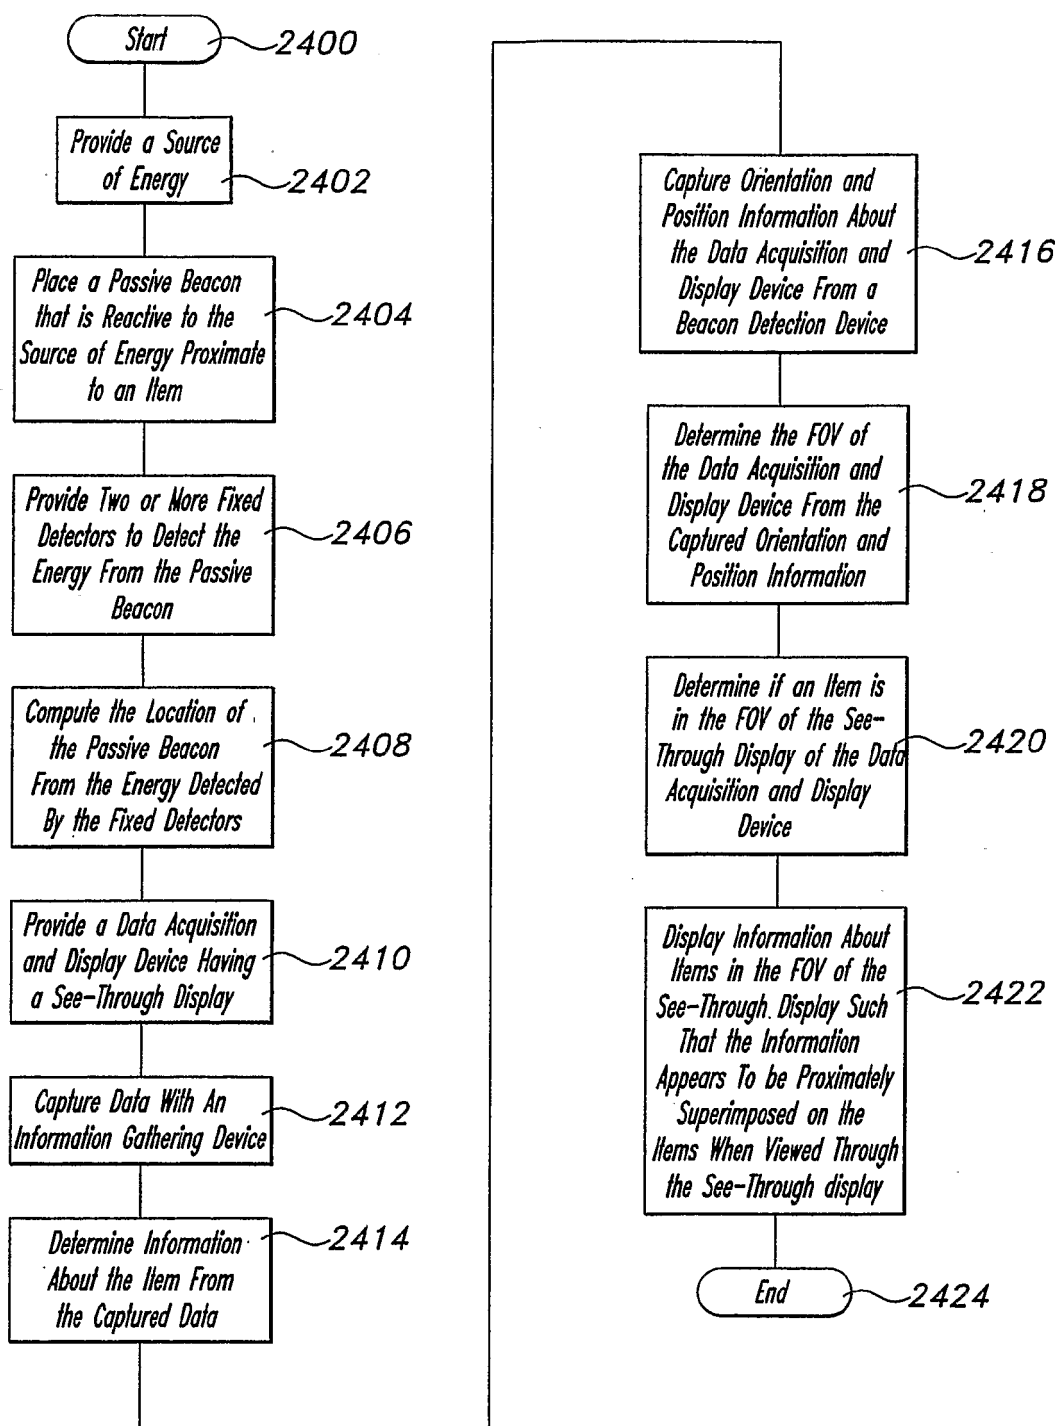 Start
2400
Provide a Source
of Energy
2402
Place a Passive Beacon
that is Reactive to the
Source of Energy Proximate
to an Item
2404
Provide Two or More Fixed
Detectors to Detect the
Energy From the Passive
Beacon
2406
Compute the Location of
the Passive Beacon
From the Energy Detected
By the Fixed Detectors
2408
Provide a Data Acquisition
and Display Device Having
a See-Through Display
2410
Capture Data With An
Information Gathering Device
2412
Determine Information
About the Item From
the Captured Data
2414
Capture Orientation and
Position Information About
the Data Acquisition and
Display Device From a
Beacon Detection Device
2416
Determine the FOV of
the Data Acquisition and
Display Device From the
Captured Orientation and
Position Information
2418
Determine if an Item is
in the FOV of the See-
Through Display of the Data
Acquisition and Display
Device
2420
Display Information About
Items in the FOV of the
See-Through Display Such
That the Information
Appears To be Proximately
Superimposed on the
Items When Viewed Through
the See-Through display
2422
End
2424